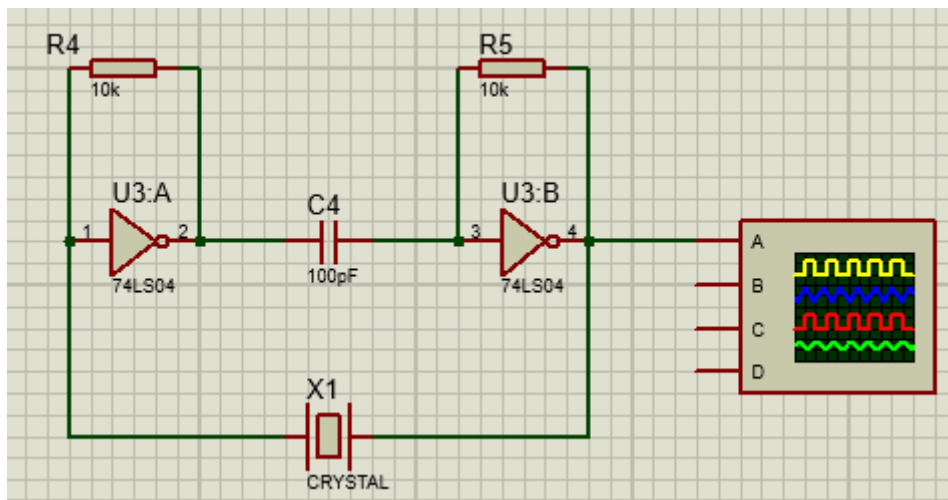 R4
10k
R5
10k
U3:A
1
2
74LS04
C4
100pF
U3:B
3
4
74LS04
A
B
C
D
X1
CRYSTAL